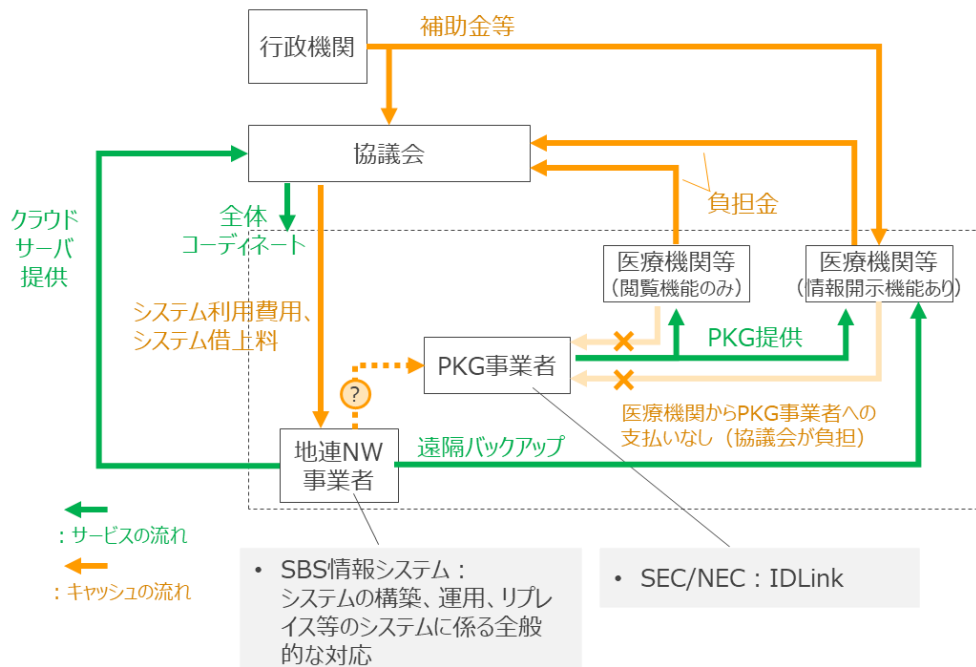 補助金等
行政機関
協議会
クラウド
サーバ
提供
全体
コーディネート
負担金
医療機関等
（閲覧機能のみ）
医療機関等
（情報開示機能あり）
システム利用費用、
システム借上料
PKG提供
PKG事業者
?
医療機関からPKG事業者への
支払いなし（協議会が負担）
地連NW
事業者
遠隔バックアップ
：サービスの流れ
：キャッシュの流れ
• SBS情報システム：
システムの構築、運用、リプレ
イス等のシステムに係る全般
的な対応
• SEC/NEC：IDLink